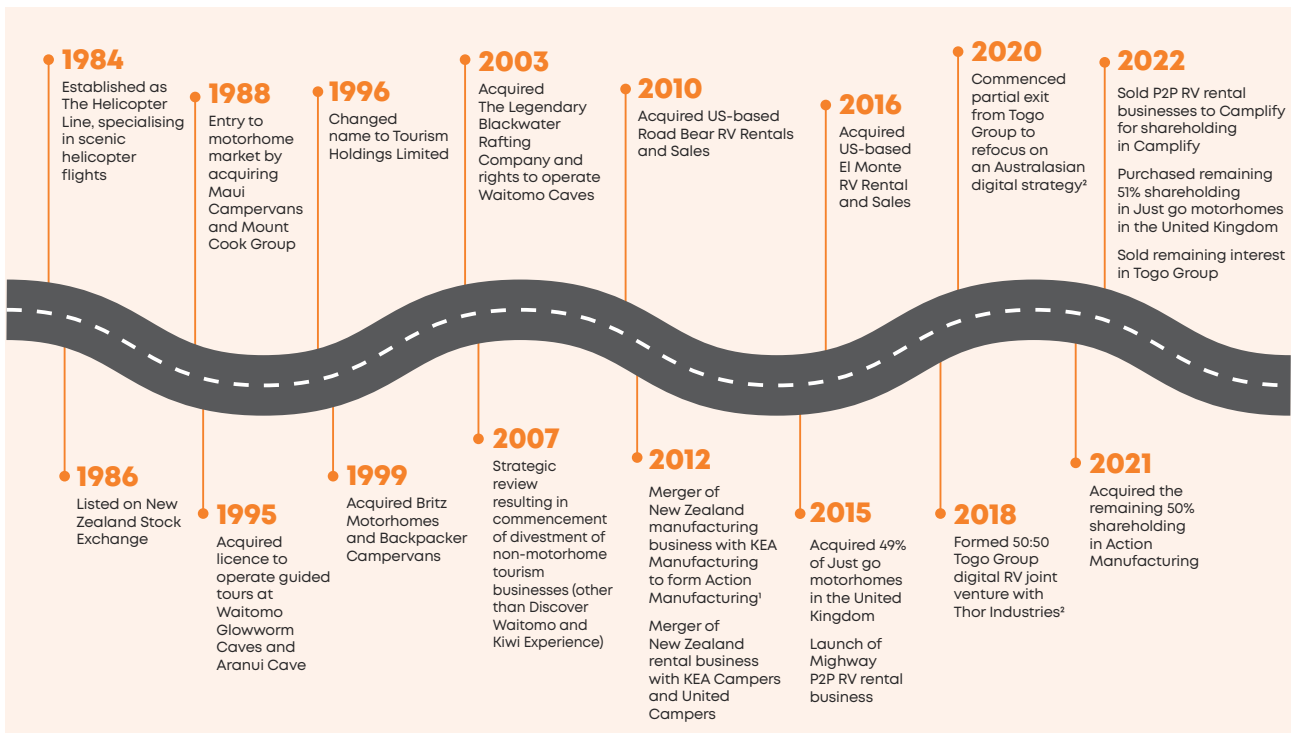 1984
Established as
The Helicopter
Line, specialising
in scenic
helicopter
flights
1986
Listed on New
Zealand Stock
Exchange
1988
Entry to
motorhome
market by
acquiring
Maui
Campervans
and Mount
Cook Group
1995
Acquired
licence to
operate guided
tours at
Waitomo
Glowworm
Caves and
Aranui Cave
1996
Changed
name to Tourism
Holdings Limited
1999
Acquired Britz
Motorhomes
and Backpacker
Campervans
2003
Acquired
The Legendary
Blackwater
Rafting
Company and
rights to operate
Waitomo Caves
2007
Strategic
review
resulting in
commencement
of divestment of
non-motorhome
tourism
businesses (other
than Discover
Waitomo and
Kiwi Experience)
2010
Acquired US-based
Road Bear RV Rentals
and Sales
2012
Merger of
New Zealand
manufacturing
business with KEA
Manufacturing
to form Action
Manufacturing¹
Merger of
New Zealand
rental business
with KEA Campers
and United
Campers
2015
Acquired 49%
of Just go
motorhomes
in the United
Kingdom
Launch of
Mighway
P2P RV rental
business
2016
Acquired
US-based
El Monte
RV Rental
and Sales
2018
Formed 50:50
Togo Group
digital RV joint
venture with
Thor Industries²
2020
Commenced
partial exit
from Togo
Group to
refocus on
an Australasian
digital strategy²
2021
Acquired the
remaining 50%
shareholding
in Action
Manufacturing
2022
Sold P2P RV rental
businesses to Camplify
for shareholding
in Camplify
Purchased remaining
51% shareholding
in Just go motorhomes
in the United Kingdom
Sold remaining interest
in Togo Group